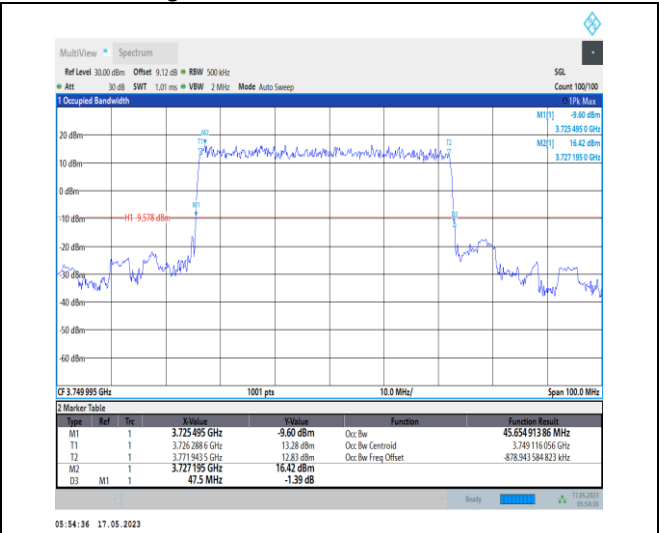 MultiView Spectrum
Ref Level 30.00 dBm Offset 9.12 dB RBW 500 kHz SGL
Att 30 dB SWT 1.01 ms VBW 2 MHz Mode Auto Sweep Count 100/100
1 Occupied Bandwidth 1Pk Max
M1[1] -9.60 dBm
3.725 495 0 GHz
M2[1] 16.42 dBm
3.727 195 0 GHz
20 dBm
M2
T1
T2
10 dBm
0 dBm
M1
-10 dBm
H1 -9.578 dBm
D3
-20 dBm
-30 dBm
-40 dBm
-50 dBm
-60 dBm
CF 3.749 995 GHz 1001 pts 10.0 MHz/ Span 100.0 MHz
2 Marker Table
Type Ref Trc X-Value Y-Value Function Function Result
M1 1 3.725 495 GHz -9.60 dBm Occ Bw 45.654 913 86 MHz
T1 1 3.726 288 6 GHz 13.28 dBm Occ Bw Centroid 3.749 116 056 GHz
T2 1 3.771 943 5 GHz 12.83 dBm Occ Bw Freq Offset -878.943 584 823 kHz
M2 1 3.727 195 GHz 16.42 dBm
D3 M1 1 47.5 MHz -1.39 dB
Ready 17.05.2023
05:54:36
05:54:36 17.05.2023